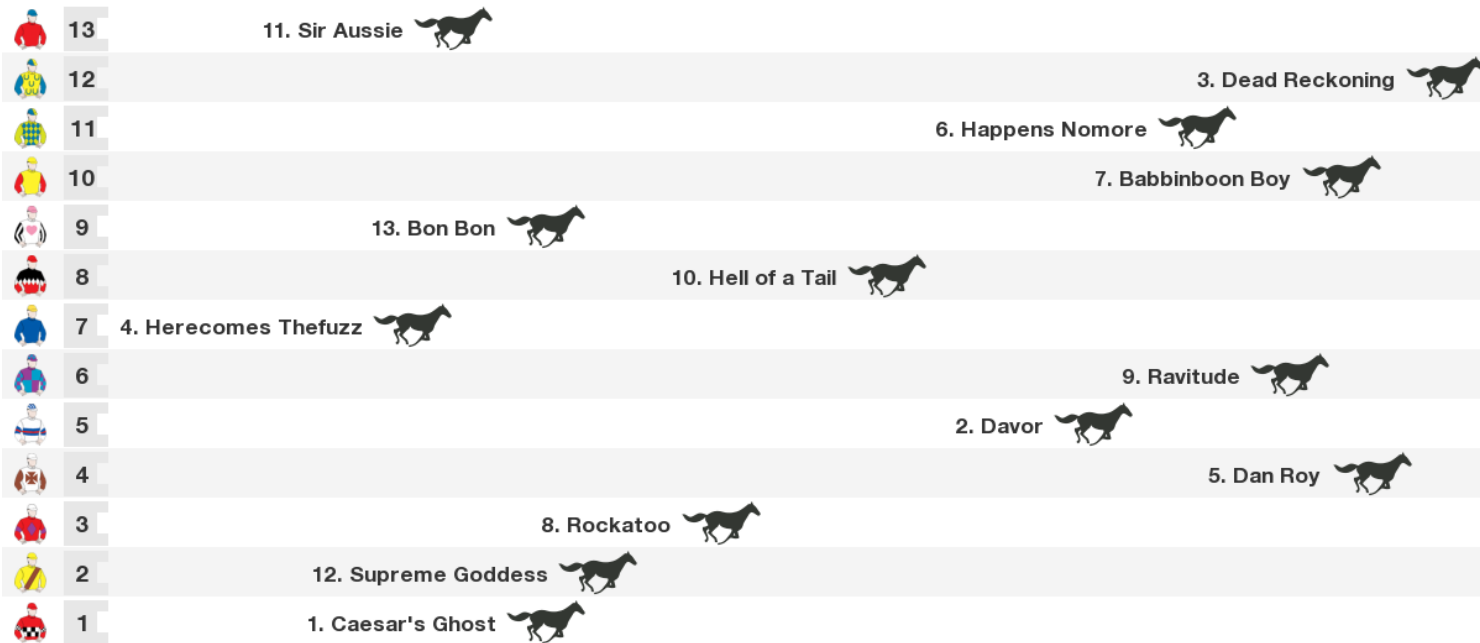 13 11. Sir Aussie
12 3. Dead Reckoning
11 6. Happens Nomore
10 7. Babbinboon Boy
9 13. Bon Bon
8 10. Hell of a Tail
7 4. Herecomes Thefuzz
6 9. Ravitude
5 2. Davor
4 5. Dan Roy
3 8. Rockatoo
2 12. Supreme Goddess
1 1. Caesar's Ghost